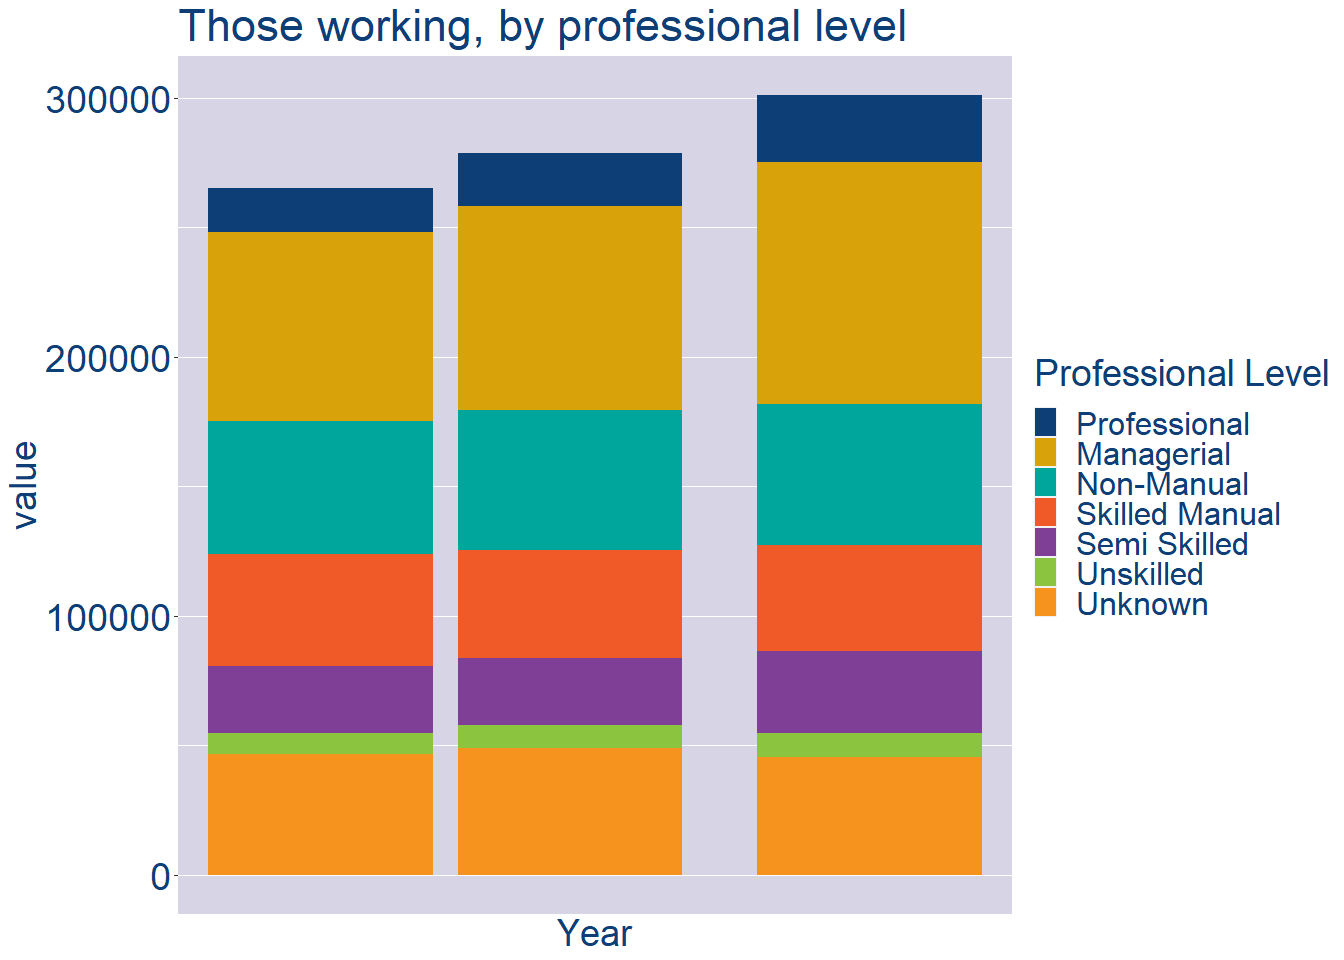 Those working, by professional level
300000
200000
100000
0
value
Year
Professional Level
Professional
Managerial
Non-Manual
Skilled Manual
Semi Skilled
Unskilled
Unknown